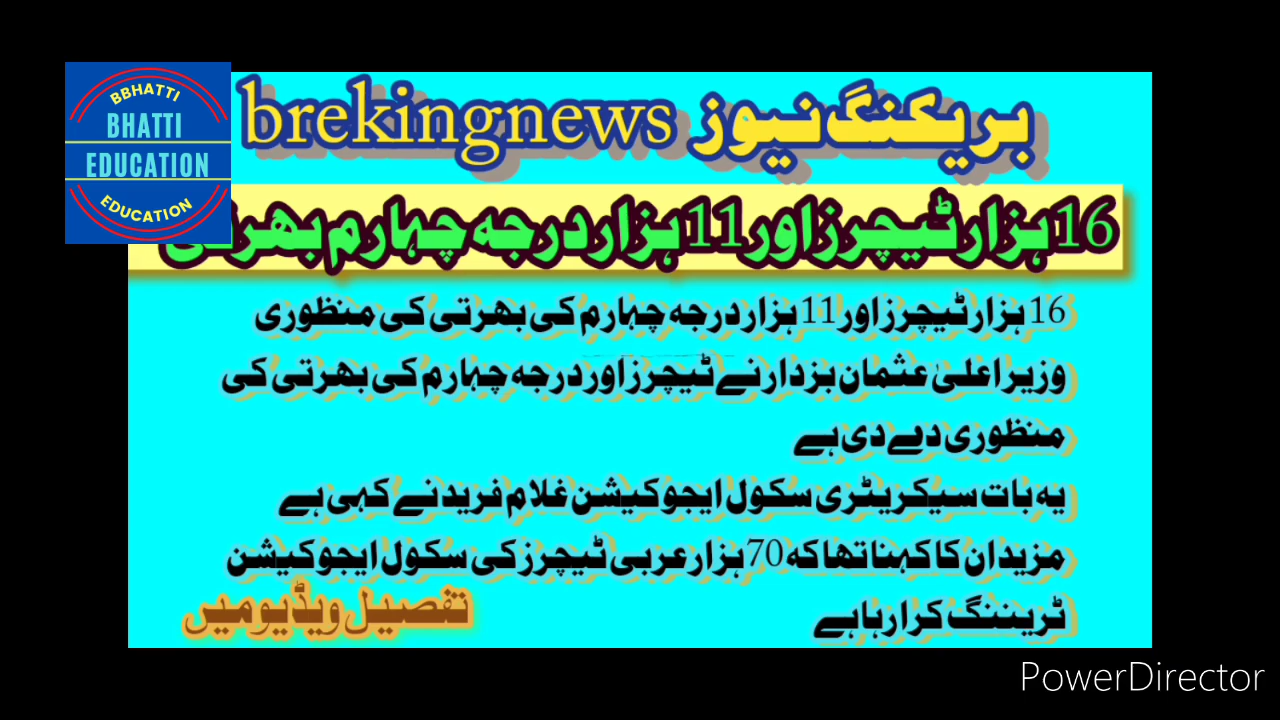 BBHATTI
BHATTI
EDUCATION
EDUCATION
brekingnews بریکنگ نیوز
16 ہزار ٹیچرز اور 11 ہزار درجہ چہارم بھرتی
16 ہزار ٹیچرز اور 11 ہزار درجہ چہارم کی بھرتی کی منظوری
وزیراعلیٰ عثمان بزدار نے ٹیچرز اور درجہ چہارم کی بھرتی کی
منظوری دے دی ہے
یہ بات سیکریٹری سکول ایجوکیشن غلام فرید نے کہی ہے
مزید ان کا کہنا تھا کہ 70 ہزار عربی ٹیچرز کی سکول ایجوکیشن
ٹریننگ کرا رہا ہے
تفصیل ویڈیو میں
PowerDirector